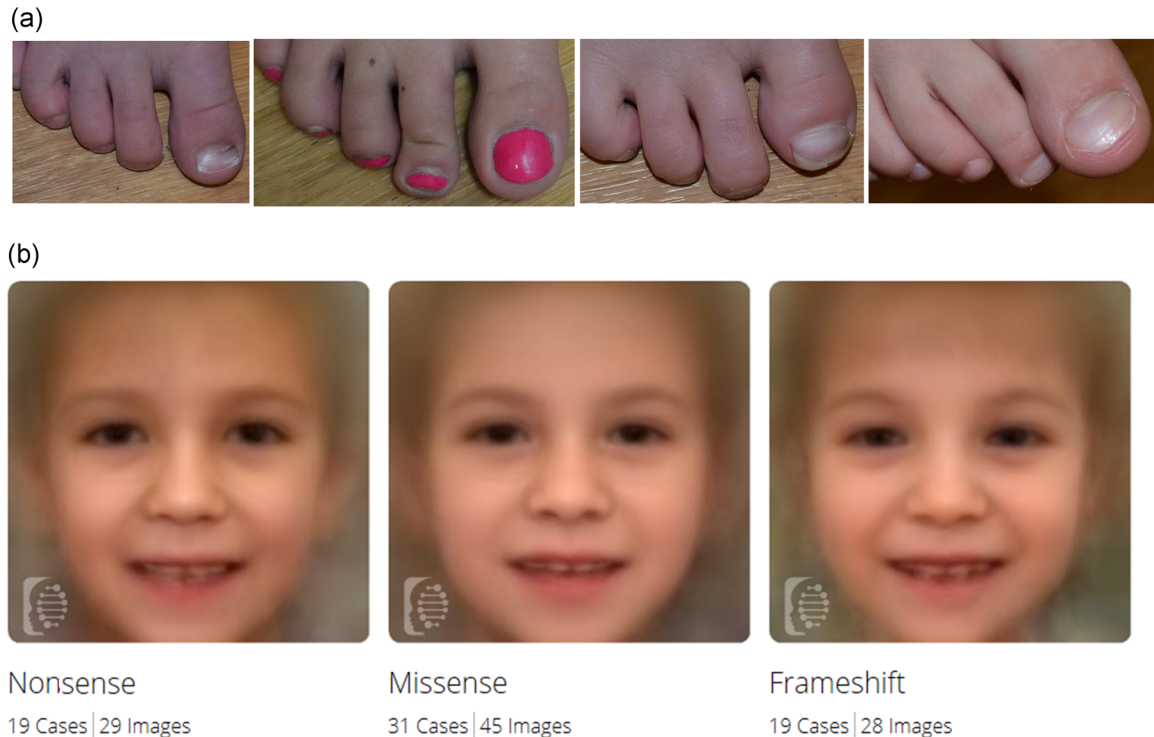 (a)
(b)
Nonsense
Missense
Frameshift
19 Cases | 29 Images
31 Cases | 45 Images
19 Cases | 28 Images